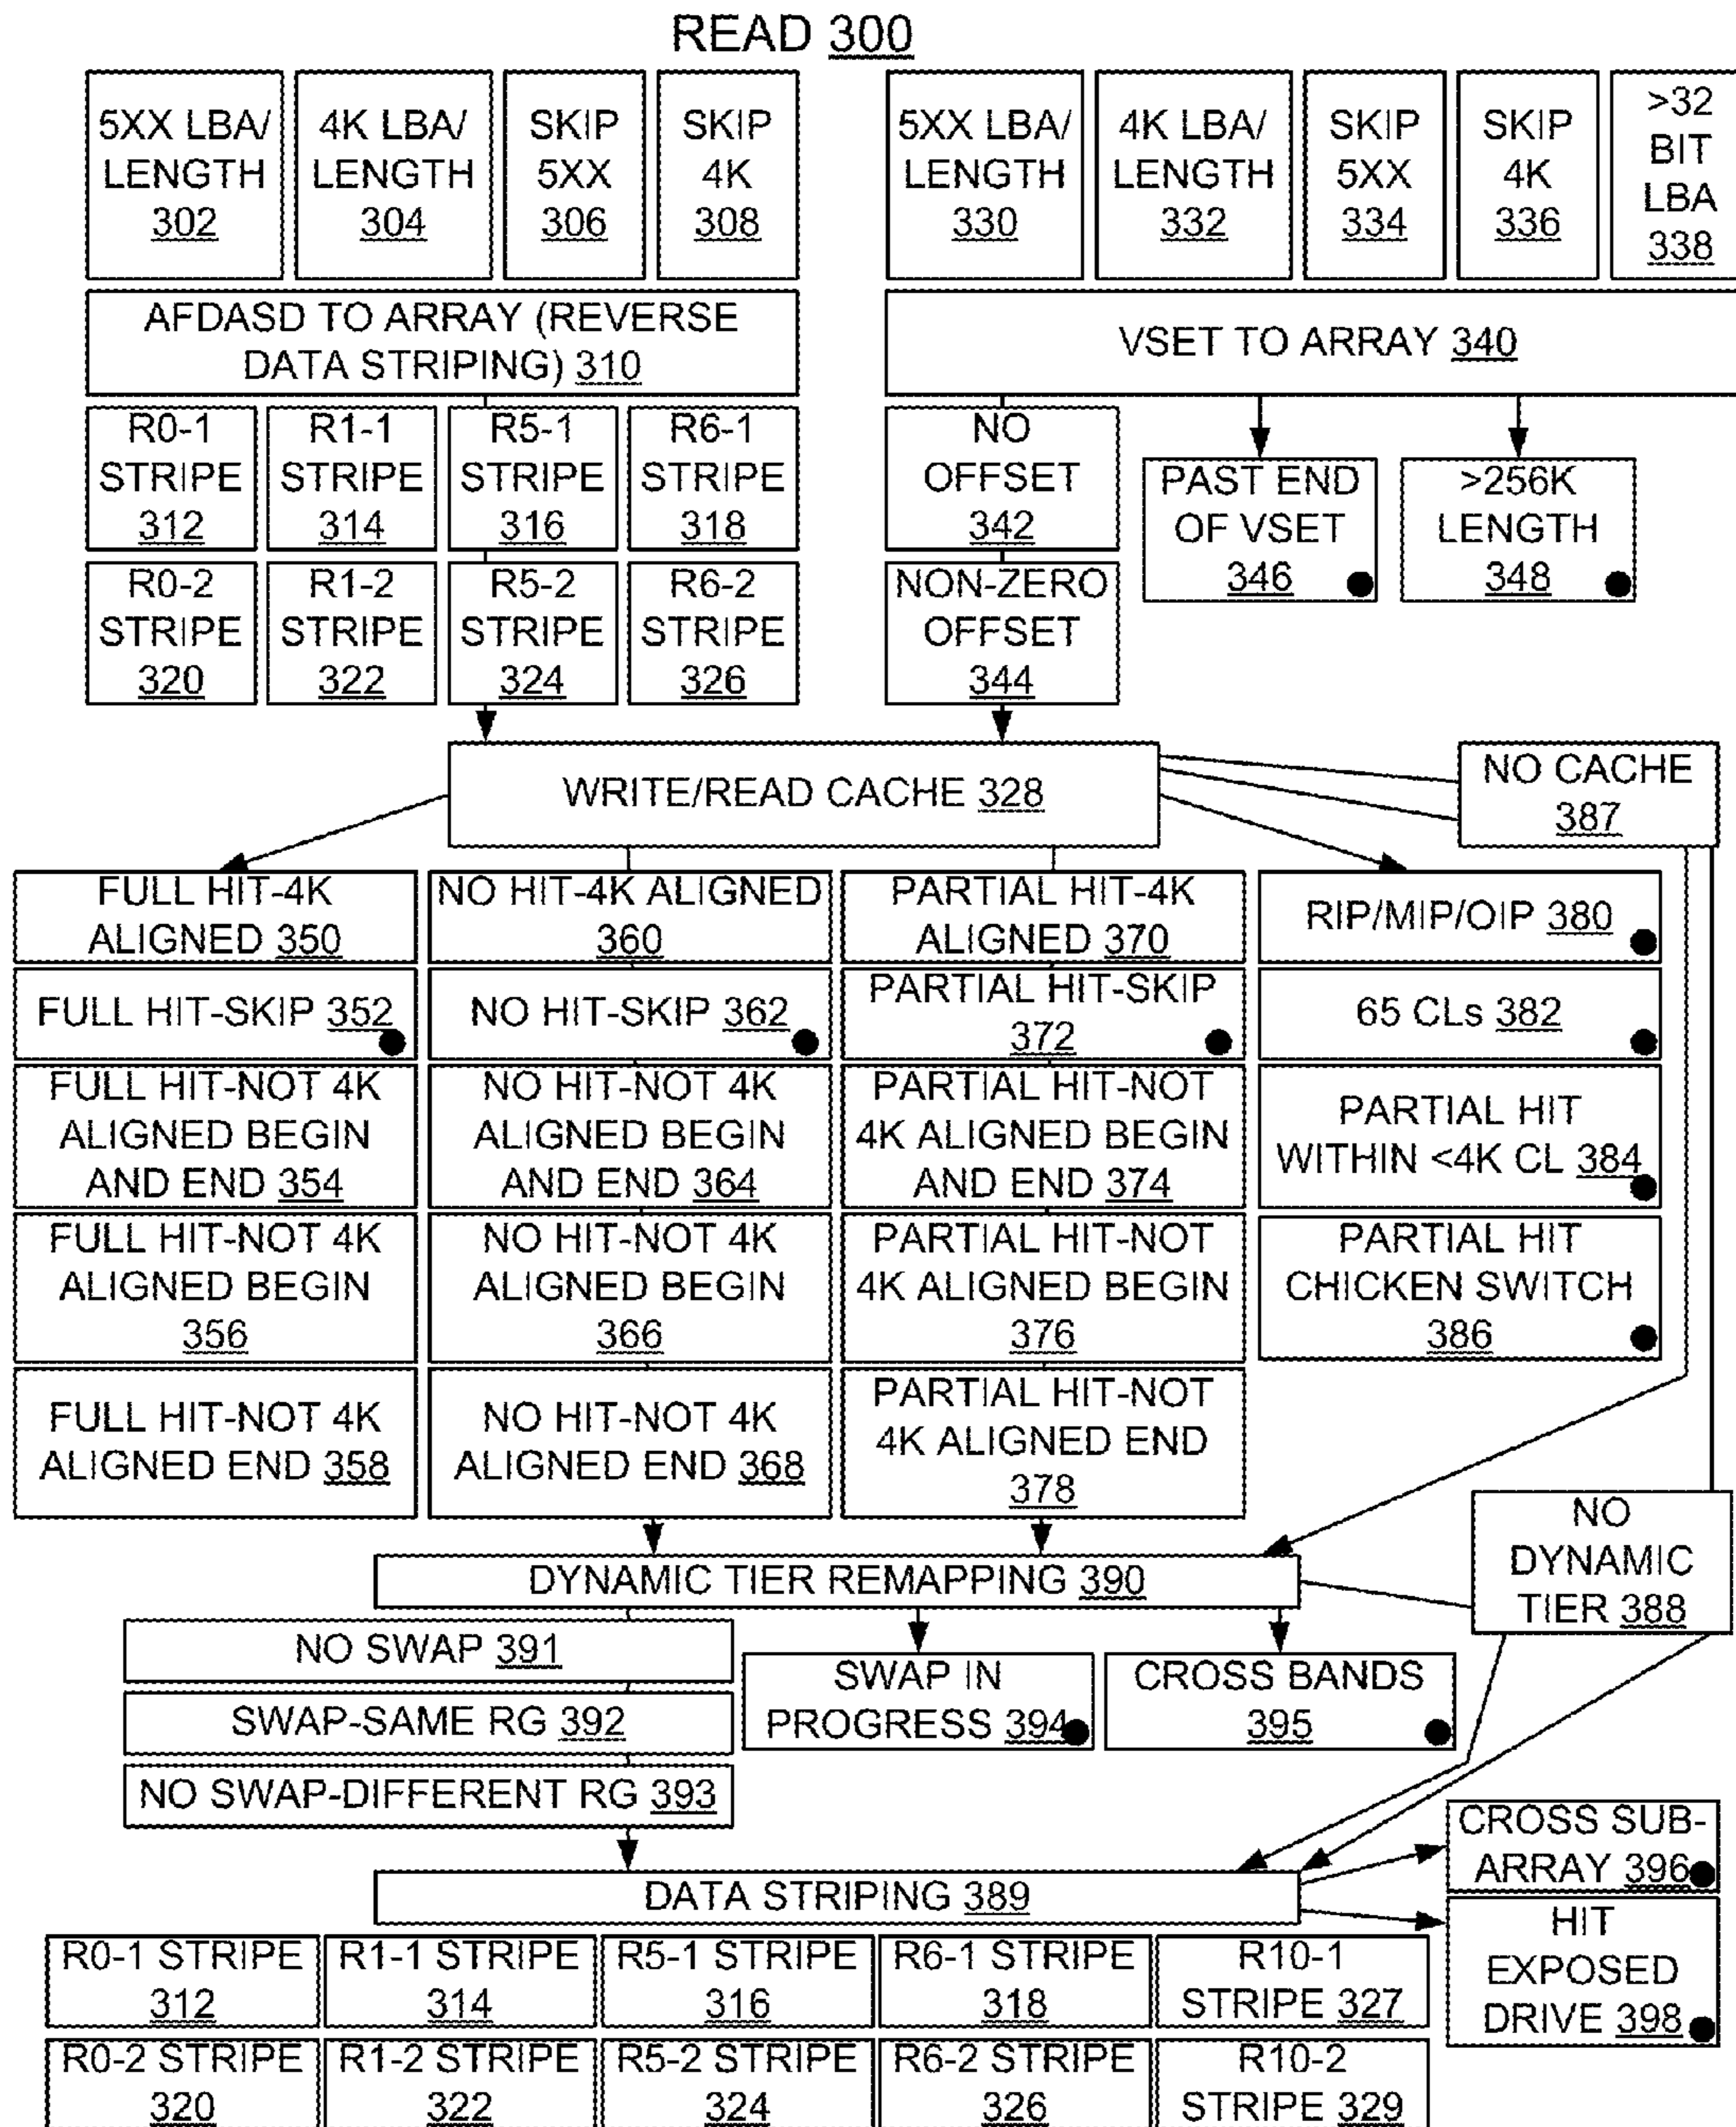 READ 300
5XX LBA/
LENGTH
302
4K LBA/
LENGTH
304
SKIP
5XX
306
SKIP
4K
308
5XX LBA/
LENGTH
330
4K LBA/
LENGTH
332
SKIP
5XX
334
SKIP
4K
336
>32
BIT
LBA
338
AFDASD TO ARRAY (REVERSE
DATA STRIPING) 310
VSET TO ARRAY 340
R0-1
STRIPE
312
R1-1
STRIPE
314
R5-1
STRIPE
316
R6-1
STRIPE
318
NO
OFFSET
342
PAST END
OF VSET
346
>256K
LENGTH
348
R0-2
STRIPE
320
R1-2
STRIPE
322
R5-2
STRIPE
324
R6-2
STRIPE
326
NON-ZERO
OFFSET
344
WRITE/READ CACHE 328
NO CACHE
387
FULL HIT-4K
ALIGNED 350
NO HIT-4K ALIGNED
360
PARTIAL HIT-4K
ALIGNED 370
RIP/MIP/OIP 380
FULL HIT-SKIP 352
NO HIT-SKIP 362
PARTIAL HIT-SKIP
372
65 CLs 382
FULL HIT-NOT 4K
ALIGNED BEGIN
AND END 354
NO HIT-NOT 4K
ALIGNED BEGIN
AND END 364
PARTIAL HIT-NOT
4K ALIGNED BEGIN
AND END 374
PARTIAL HIT
WITHIN <4K CL 384
FULL HIT-NOT 4K
ALIGNED BEGIN
356
NO HIT-NOT 4K
ALIGNED BEGIN
366
PARTIAL HIT-NOT
4K ALIGNED BEGIN
376
PARTIAL HIT
CHICKEN SWITCH
386
FULL HIT-NOT 4K
ALIGNED END 358
NO HIT-NOT 4K
ALIGNED END 368
PARTIAL HIT-NOT
4K ALIGNED END
378
NO
DYNAMIC
TIER 388
DYNAMIC TIER REMAPPING 390
NO SWAP 391
SWAP-SAME RG 392
NO SWAP-DIFFERENT RG 393
SWAP IN
PROGRESS 394
CROSS BANDS
395
DATA STRIPING 389
CROSS SUB-
ARRAY 396
HIT
EXPOSED
DRIVE 398
R0-1 STRIPE
312
R1-1 STRIPE
314
R5-1 STRIPE
316
R6-1 STRIPE
318
R10-1
STRIPE 327
R0-2 STRIPE
320
R1-2 STRIPE
322
R5-2 STRIPE
324
R6-2 STRIPE
326
R10-2
STRIPE 329